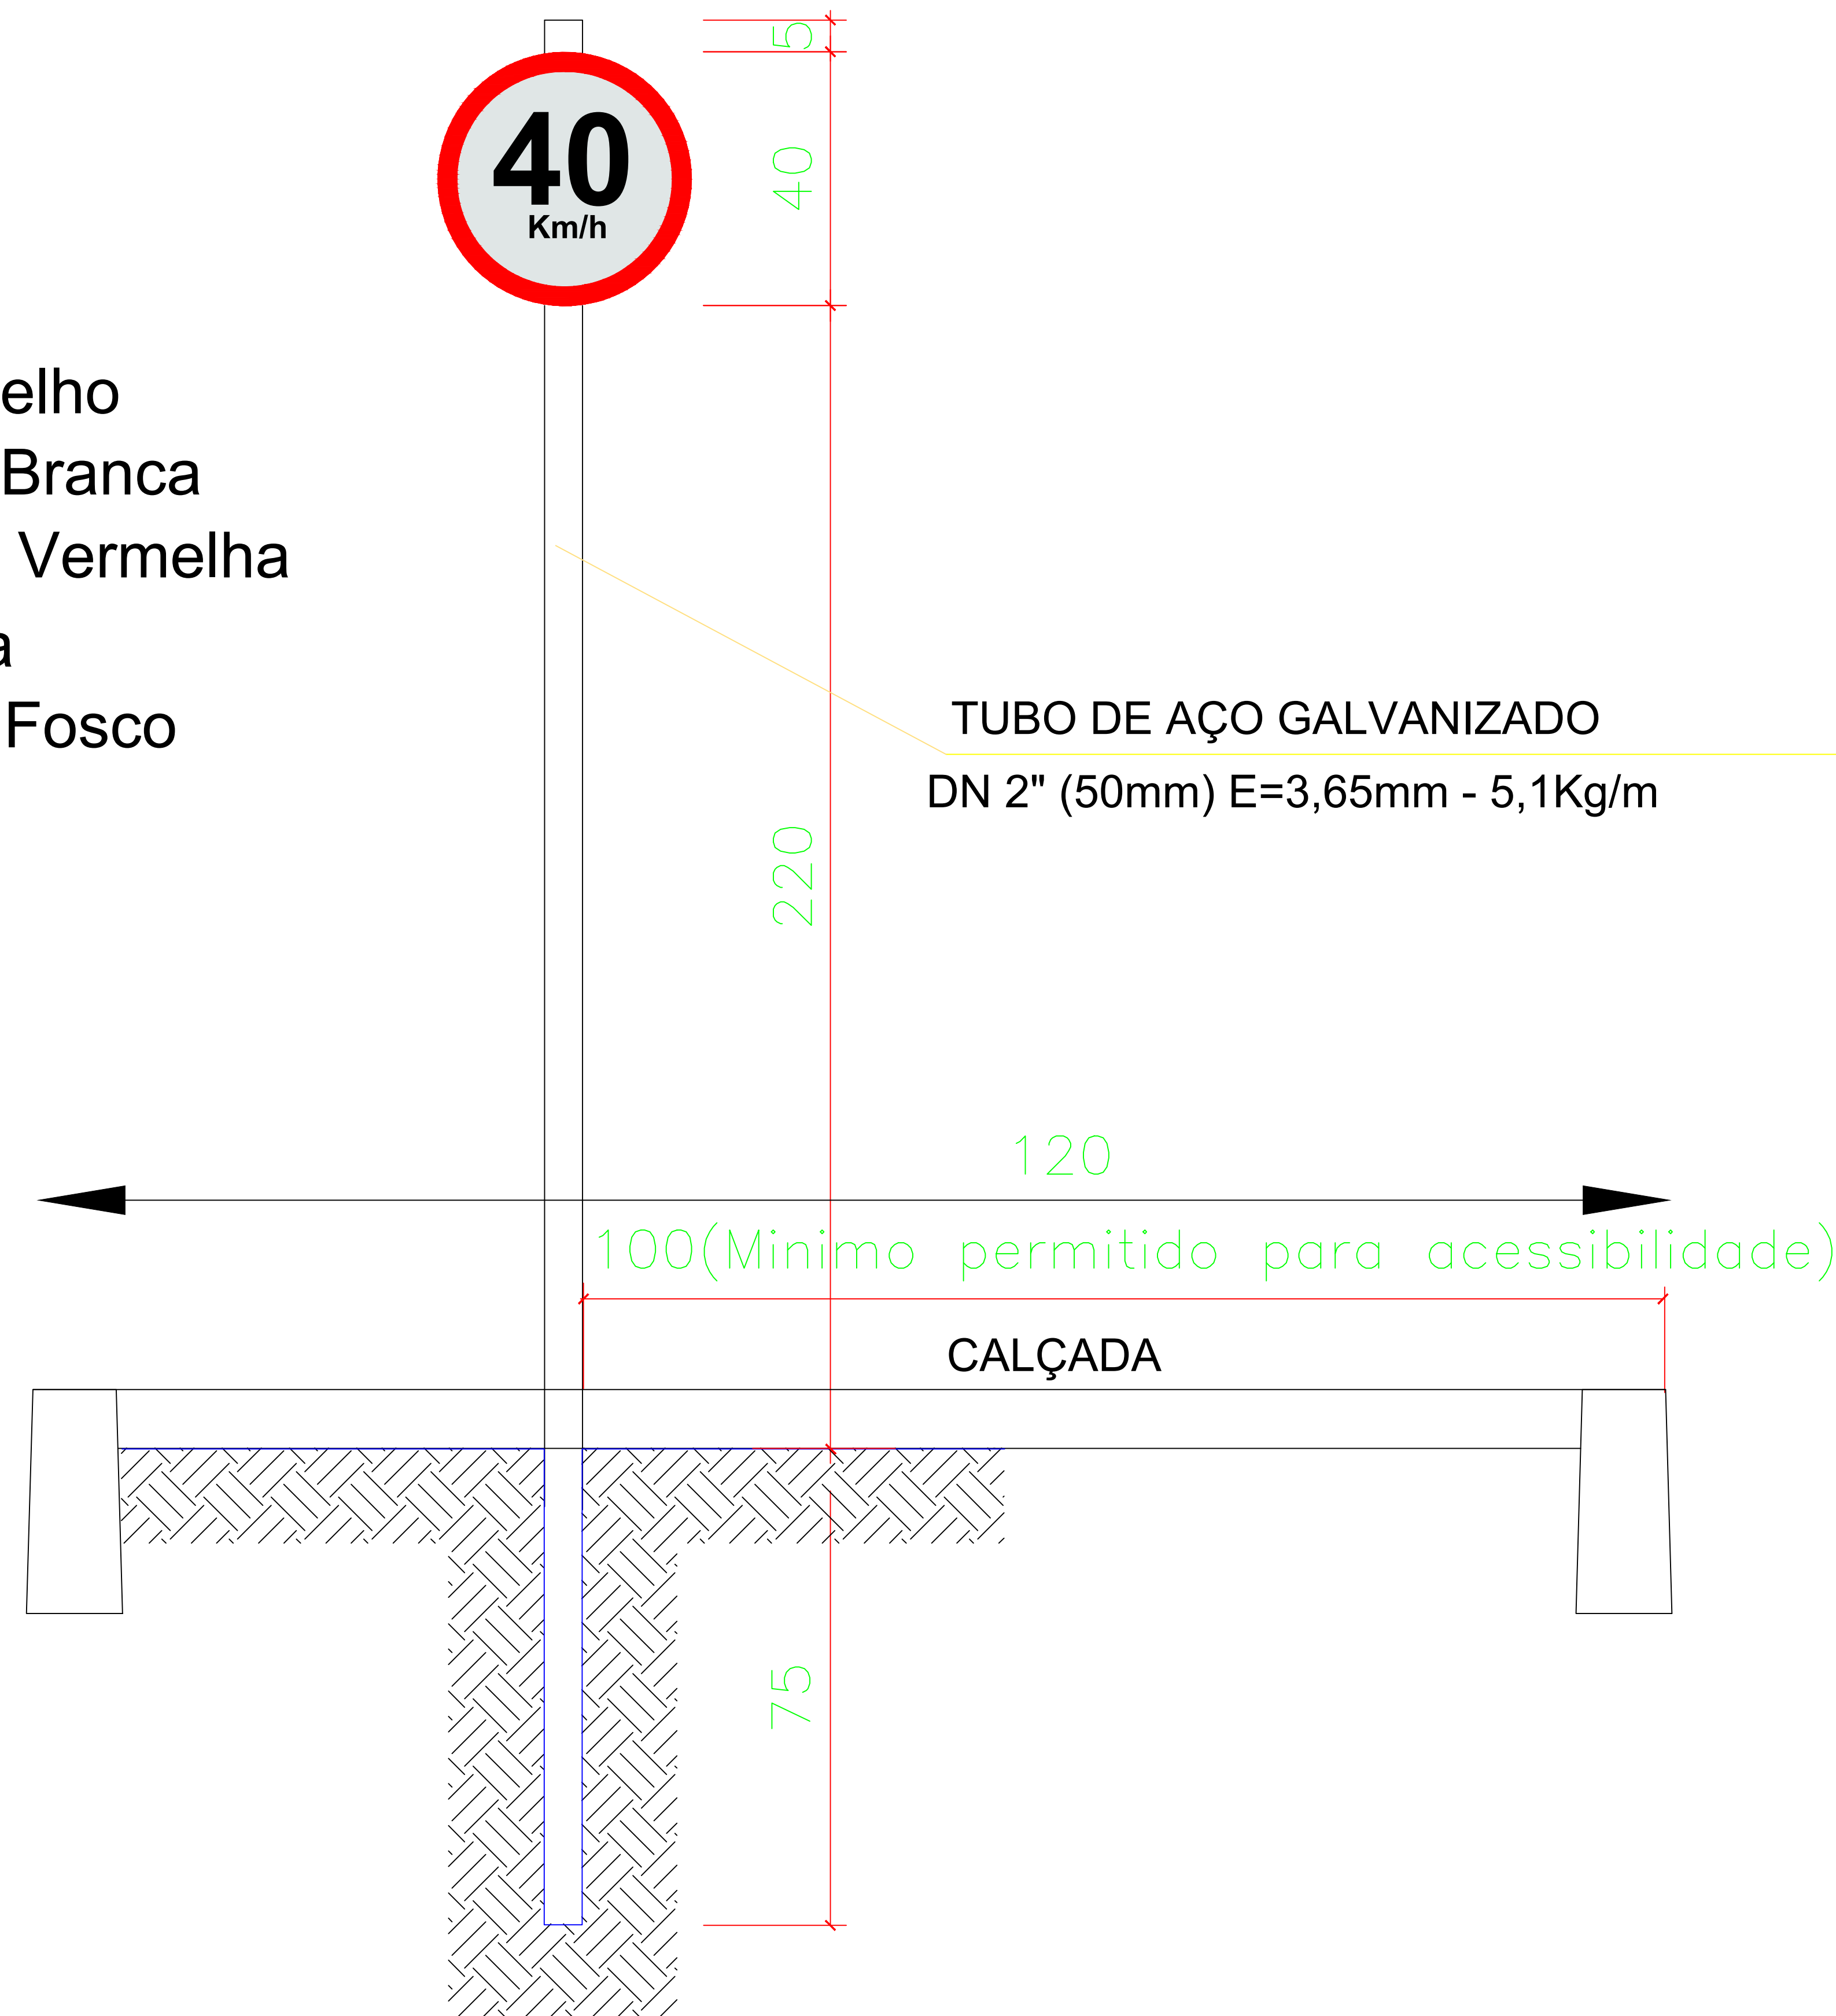 5
40
Km/h
40
elho
Branca
Vermelha
a
Fosco
TUBO DE AÇO GALVANIZADO
DN 2" (50mm) E=3,65mm - 5,1Kg/m
220
120
100(Minimo permitido para acessibilidade)
CALÇADA
75